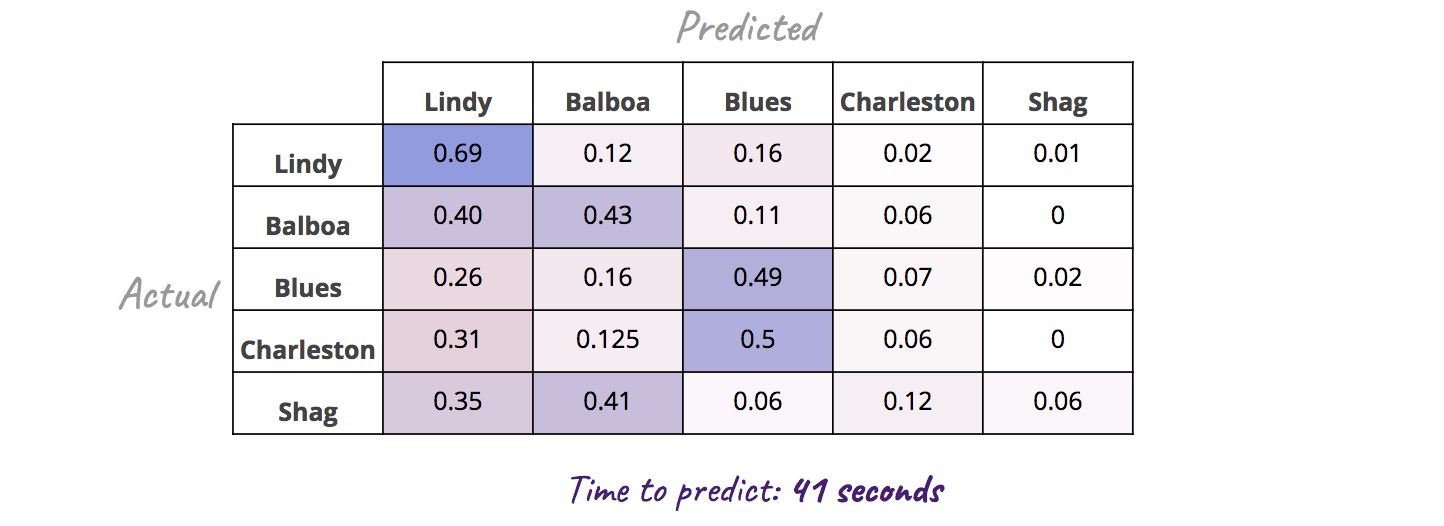 Predicted
Lindy Balboa Blues Charleston Shag
Lindy 0.69 0.12 0.16 0.02 0.01
Balboa 0.40 0.43 0.11 0.06 0
Actual
Blues 0.26 0.16 0.49 0.07 0.02
Charleston 0.31 0.125 0.5 0.06 0
Shag 0.35 0.41 0.06 0.12 0.06
Time to predict: 41 seconds